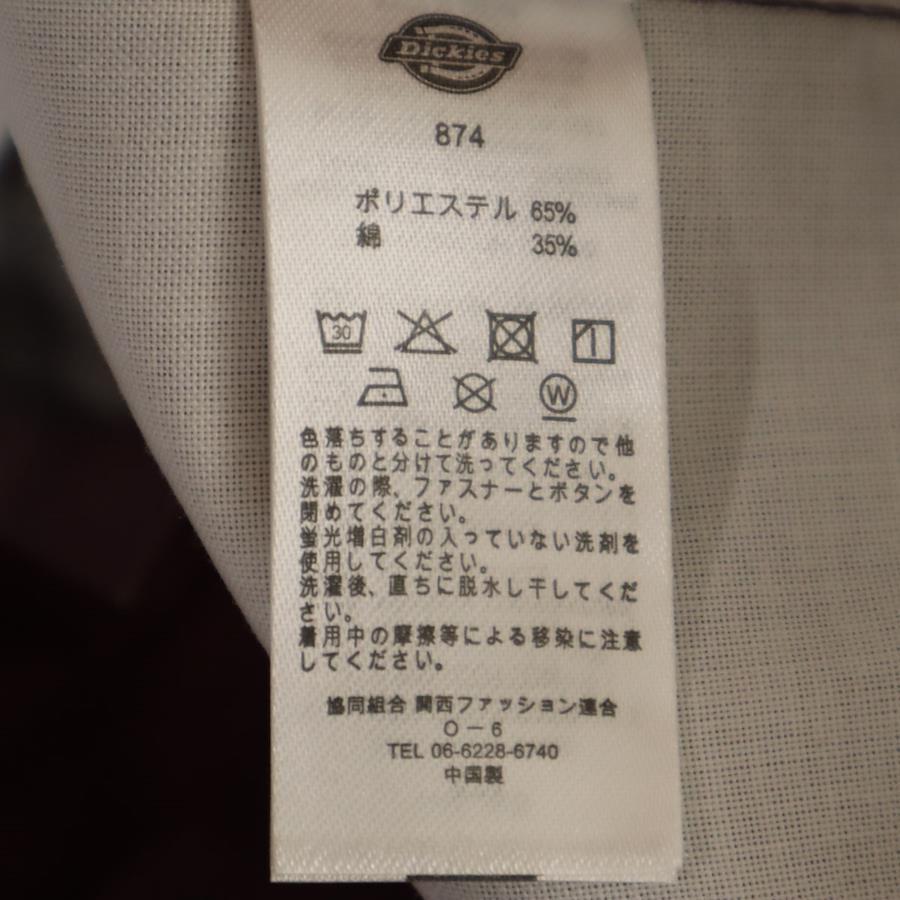 Dickies
874
ポリエステル 65%
綿 35%
30
W
色落ちすることがありますので他
のものと分けて洗ってください。
洗濯の際、ファスナーとボタンを
閉めてください。
蛍光増白剤の入っていない洗剤を
使用してください。
洗濯後、直ちに脱水し干してくだ
さい。
着用中の摩擦等による移染に注意
してください。
協同組合 関西ファッション連合
O－6
TEL 06-6228-6740
中国製